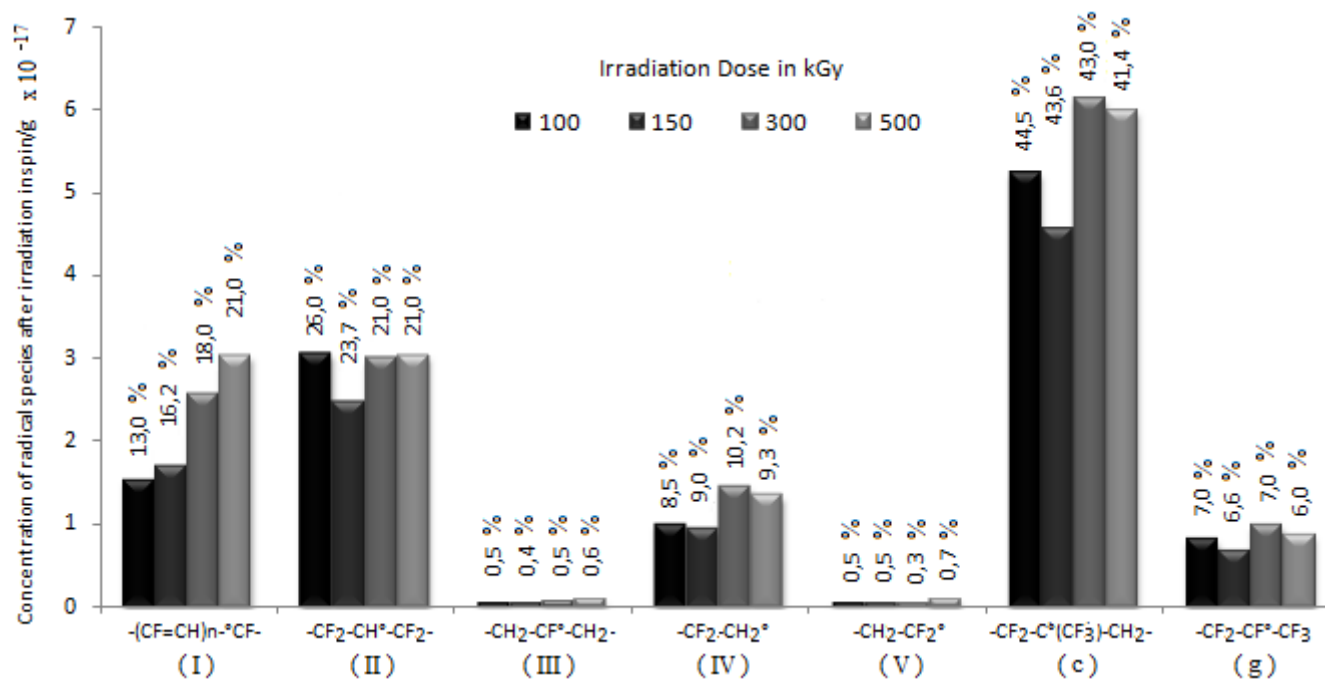 Concentration of radical species after irradiation inspin/g x 10 -17
7
6
5
4
3
2
1
0
Irradiation Dose in kGy
100 150 300 500
13,0 % 16,2 % 18,0 % 21,0 %
26,0 % 23,7 % 21,0 % 21,0 %
0,5 % 0,4 % 0,5 % 0,6 %
8,5 % 9,0 % 10,2 % 9,3 %
0,5 % 0,5 % 0,3 % 0,7 %
44,5 % 43,6 % 43,0 % 41,4 %
7,0 % 6,6 % 7,0 % 6,0 %
-(CF=CH)n-°CF- -CF2-CH°-CF2- -CH2-CF°-CH2- -CF2-CH2° -CH2-CF2° -CF2-C°(CF3)-CH2- -CF2-CF°-CF3
( I ) ( II ) ( III ) ( IV ) ( V ) ( c ) ( g )